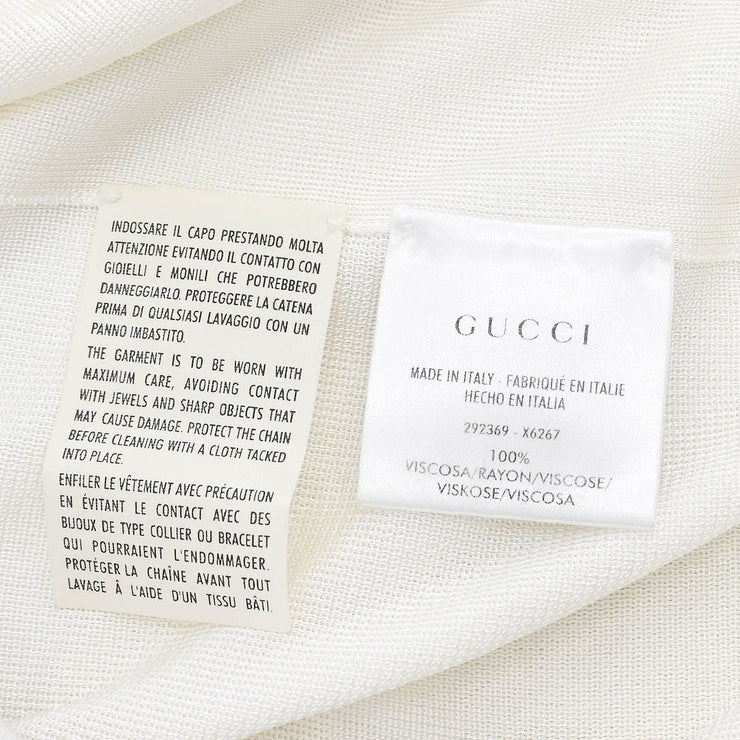 INDOSSARE IL CAPO PRESTANDO MOLTA
ATTENZIONE EVITANDO IL CONTATTO CON
GIOIELLI E MONILI CHE POTREBBERO
DANNEGGIARLO. PROTEGGERE LA CATENA
PRIMA DI QUALSIASI LAVAGGIO CON UN
PANNO IMBASTITO.
THE GARMENT IS TO BE WORN WITH
MAXIMUM CARE, AVOIDING CONTACT
WITH JEWELS AND SHARP OBJECTS THAT
MAY CAUSE DAMAGE. PROTECT THE CHAIN
BEFORE CLEANING WITH A CLOTH TACKED
INTO PLACE.
ENFILER LE VÊTEMENT AVEC PRÉCAUTION
EN ÉVITANT LE CONTACT AVEC DES
BIJOUX DE TYPE COLLIER OU BRACELET
QUI POURRAIENT L'ENDOMMAGER.
PROTÉGER LA CHAÎNE AVANT TOUT
LAVAGE À L'AIDE D'UN TISSU BÂTI.
GUCCI
MADE IN ITALY - FABRIQUÉ EN ITALIE
HECHO EN ITALIA
292369 - X6267
100%
VISCOSA/RAYON/VISCOSE/
VISKOSE/VISCOSA